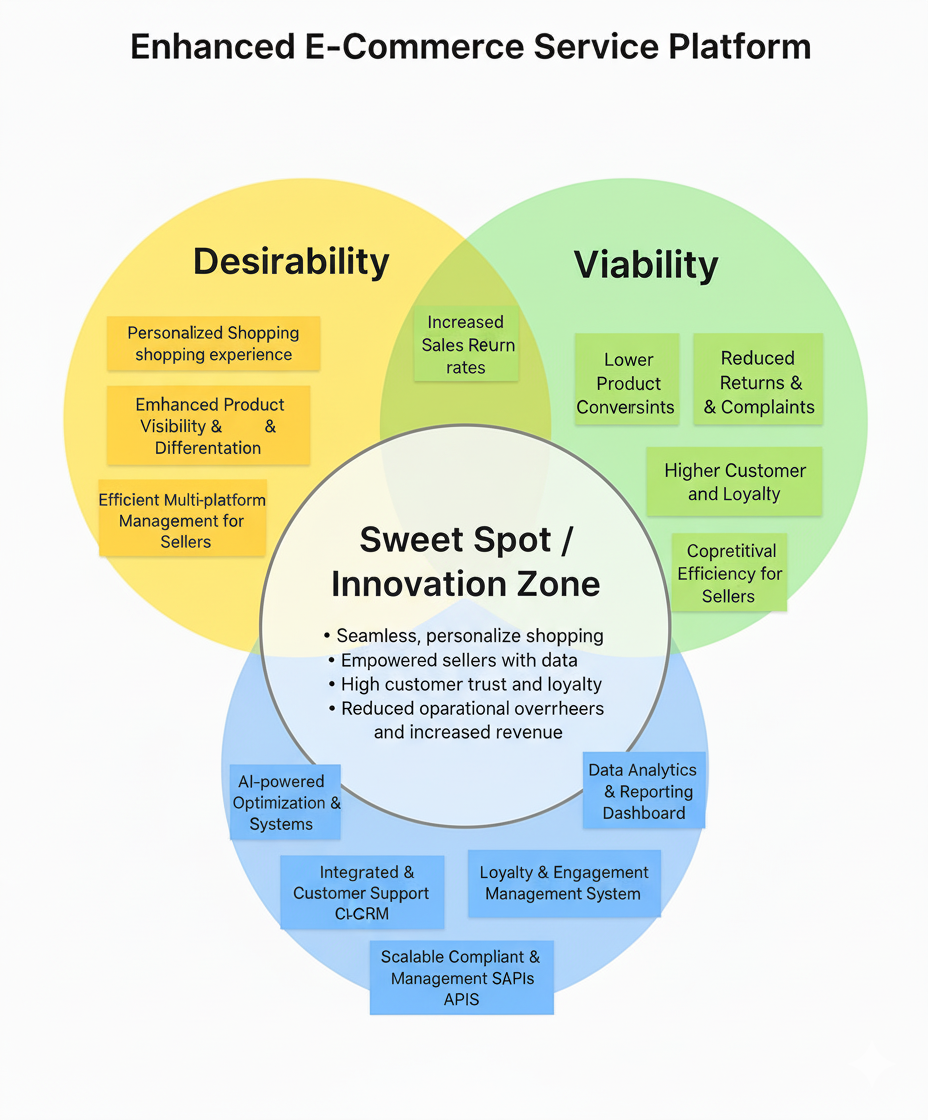 Enhanced E-Commerce Service Platform
Desirability
Viability
Personalized Shopping
shopping experience
Emhanced Product
Visibility & &
Differentation
Efficient Multi-platform
Management for
Sellers
Increased
Sales Reurn
rates
Lower
Product
Conversints
Reduced
Returns &
& Complaints
Higher Customer
and Loyalty
Copretitival
Efficiency for
Sellers
Sweet Spot /
Innovation Zone
• Seamless, personalize shopping
• Empowered sellers with data
• High customer trust and loyalty
• Reduced oparational overrheers
and increased revenue
AI-powered
Optimization &
Systems
Data Analytics
& Reporting
Dashboard
Integrated &
Customer Support
CI-CRM
Loyalty & Engagement
Management System
Scalable Compliant &
Management SAPIs
APIS